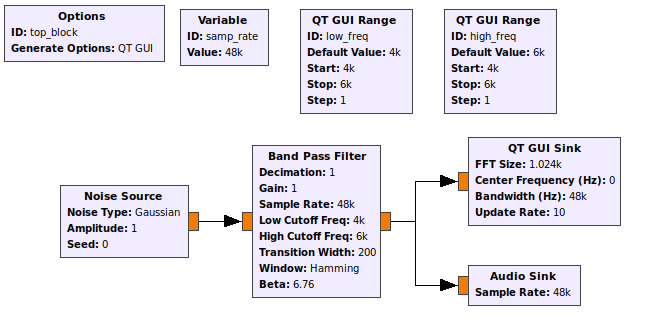 Options
ID: top_block
Generate Options: QT GUI
Variable
ID: samp_rate
Value: 48k
QT GUI Range
ID: low_freq
Default Value: 4k
Start: 4k
Stop: 6k
Step: 1
QT GUI Range
ID: high_freq
Default Value: 6k
Start: 4k
Stop: 6k
Step: 1
Noise Source
Noise Type: Gaussian
Amplitude: 1
Seed: 0
Band Pass Filter
Decimation: 1
Gain: 1
Sample Rate: 48k
Low Cutoff Freq: 4k
High Cutoff Freq: 6k
Transition Width: 200
Window: Hamming
Beta: 6.76
QT GUI Sink
FFT Size: 1.024k
Center Frequency (Hz): 0
Bandwidth (Hz): 48k
Update Rate: 10
Audio Sink
Sample Rate: 48k